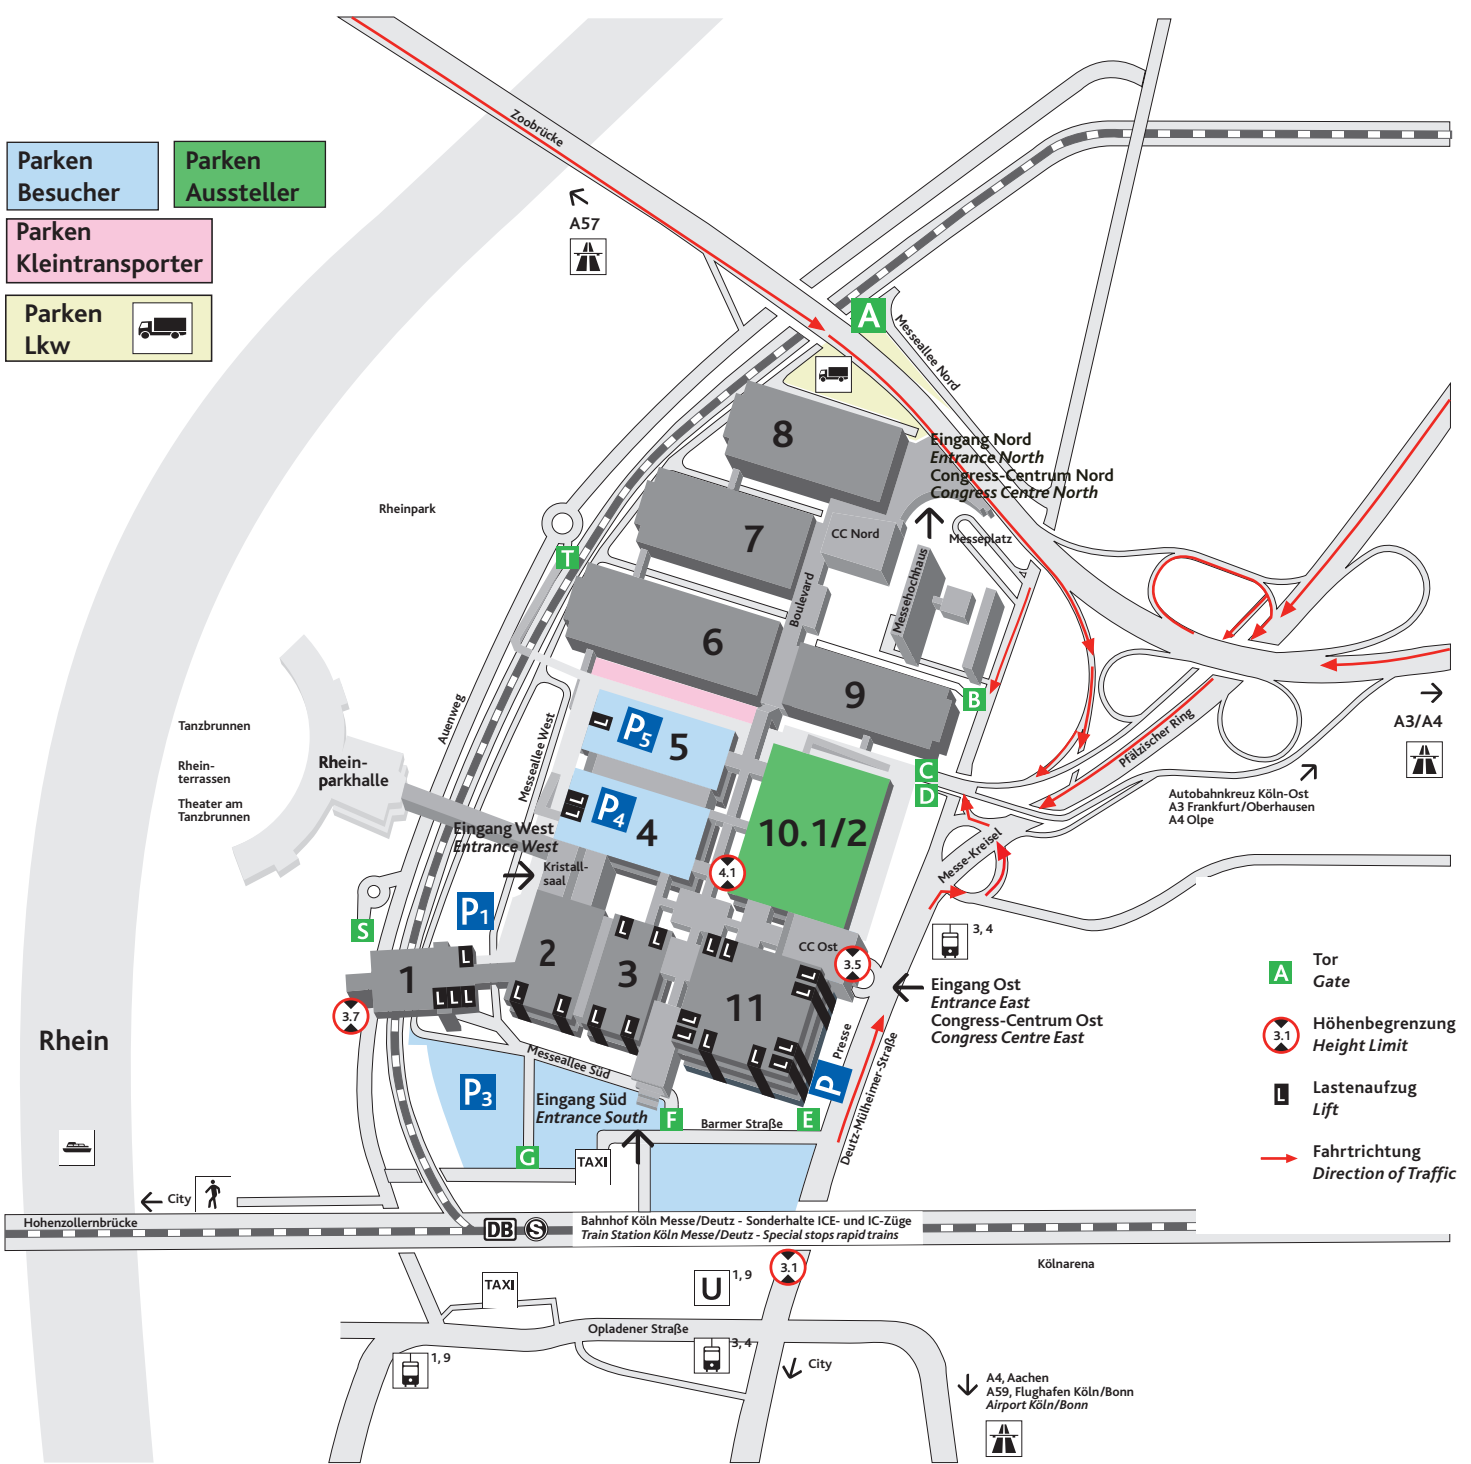 Zoobrücke
Parken
Besucher
Parken
Aussteller
Parken
Kleintransporter
Parken
Lkw
A57
A
Messeallee Nord
8
Eingang Nord
Entrance North
Congress-Centrum Nord
Congress Centre North
Rheinpark
7
CC Nord
Messeplatz
T
Boulevard
Messehochhaus
6
9
B
Auenweg
Messeallee West
P5
5
Pfälzischer Ring
A3/A4
Tanzbrunnen
Rhein-
terrassen
Theater am
Tanzbrunnen
Rhein-
parkhalle
L
C
D
Autobahnkreuz Köln-Ost
A3 Frankfurt/Oberhausen
A4 Olpe
L
L
P4
4
10.1/2
Eingang West
Entrance West
Kristall-
saal
4.1
Messe-Kreisel
P1
S
3, 4
2
3
L
L
L
L
CC Ost
3.5
1
L
L L L
L
L
L
L
11
L
L
L
L
L
L
L
L
3.7
Eingang Ost
Entrance East
Congress-Centrum Ost
Congress Centre East
A
Tor
Gate
3.1
Höhenbegrenzung
Height Limit
L
Lastenaufzug
Lift
Fahrtrichtung
Direction of Traffic
Rhein
Messeallee Süd
Presse
P
Deutz-Mülheimer-Straße
P3
Eingang Süd
Entrance South
F
Barmer Straße
E
G
TAXI
City
Hohenzollernbrücke
DB
S
Bahnhof Köln Messe/Deutz - Sonderhalte ICE- und IC-Züge
Train Station Köln Messe/Deutz - Special stops rapid trains
3.1
Kölnarena
TAXI
U
1, 9
Opladener Straße
1, 9
3, 4
City
A4, Aachen
A59, Flughafen Köln/Bonn
Airport Köln/Bonn